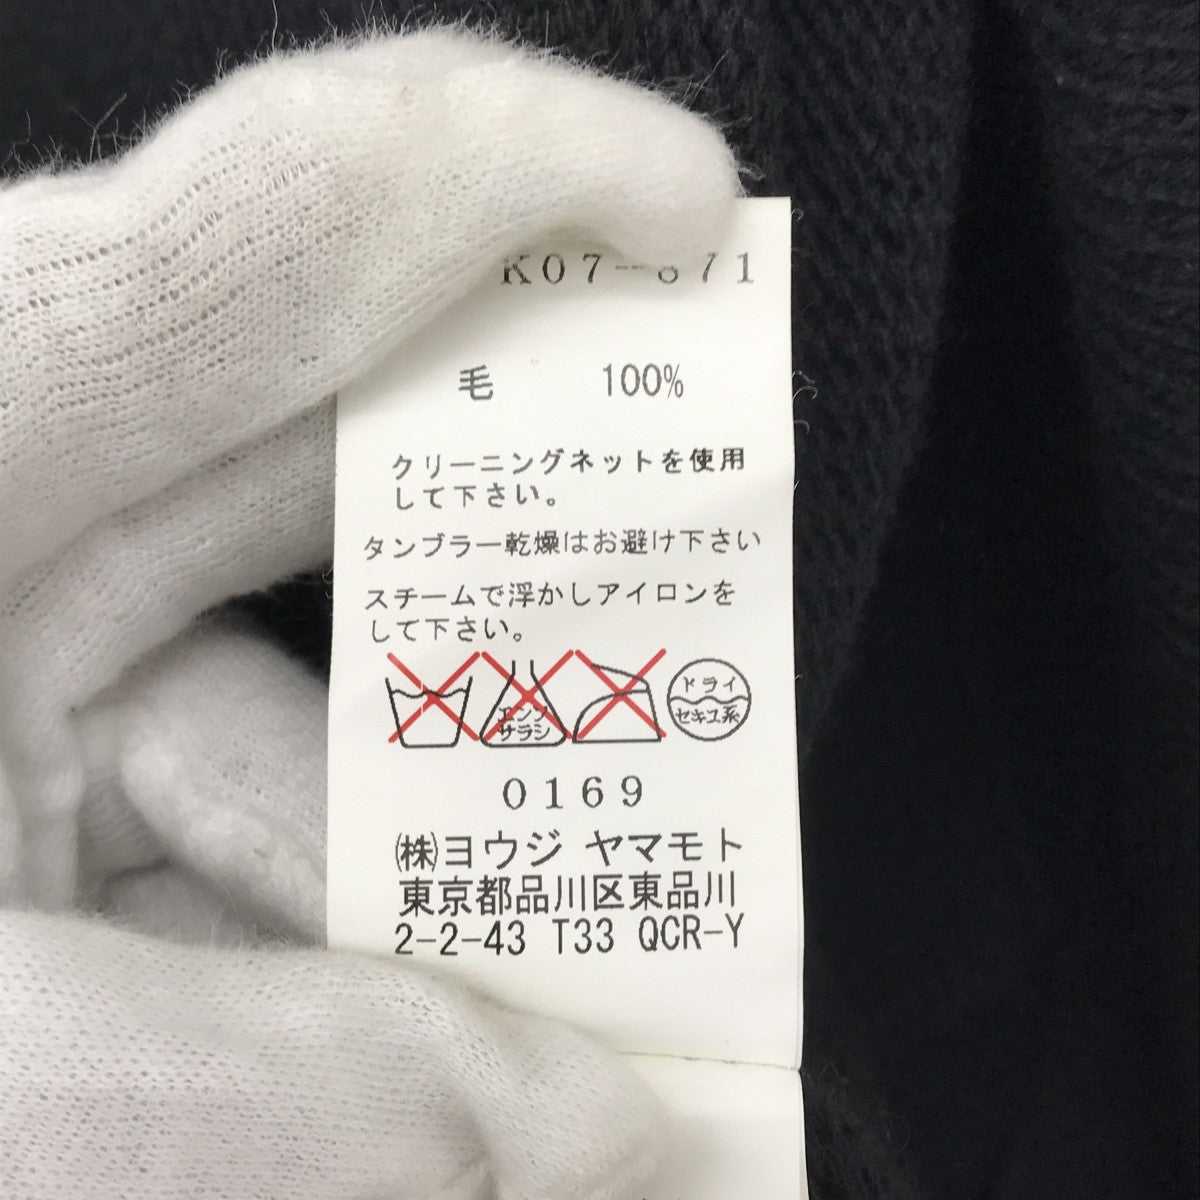 K07-871
毛 100%
クリーニングネットを使用
して下さい。
タンブラー乾燥はお避け下さい
スチームで浮かしアイロンを
して下さい。
エンソ
サラシ
ドライ
セキユ系
0169
㈱ヨウジ ヤマモト
東京都品川区東品川
2-2-43 T33 QCR-Y